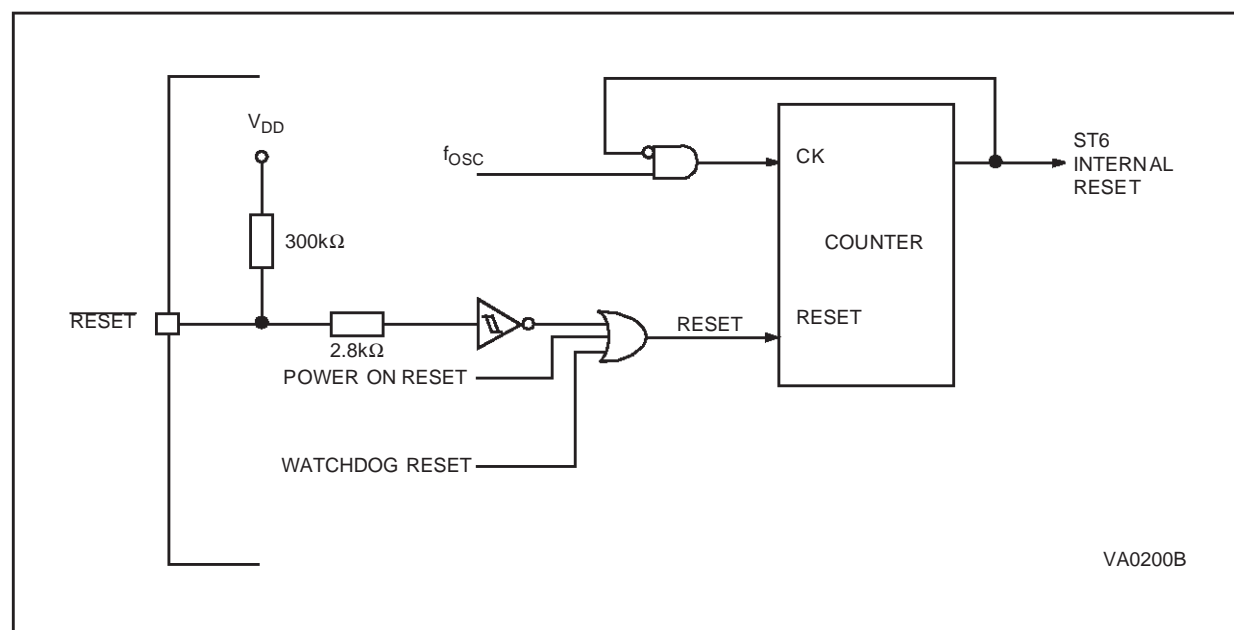 V_DD
f_OSC
CK
ST6
INTERNAL
RESET
300kΩ
COUNTER
RESET
2.8kΩ
RESET
RESET
POWER ON RESET
WATCHDOG RESET
VA0200B